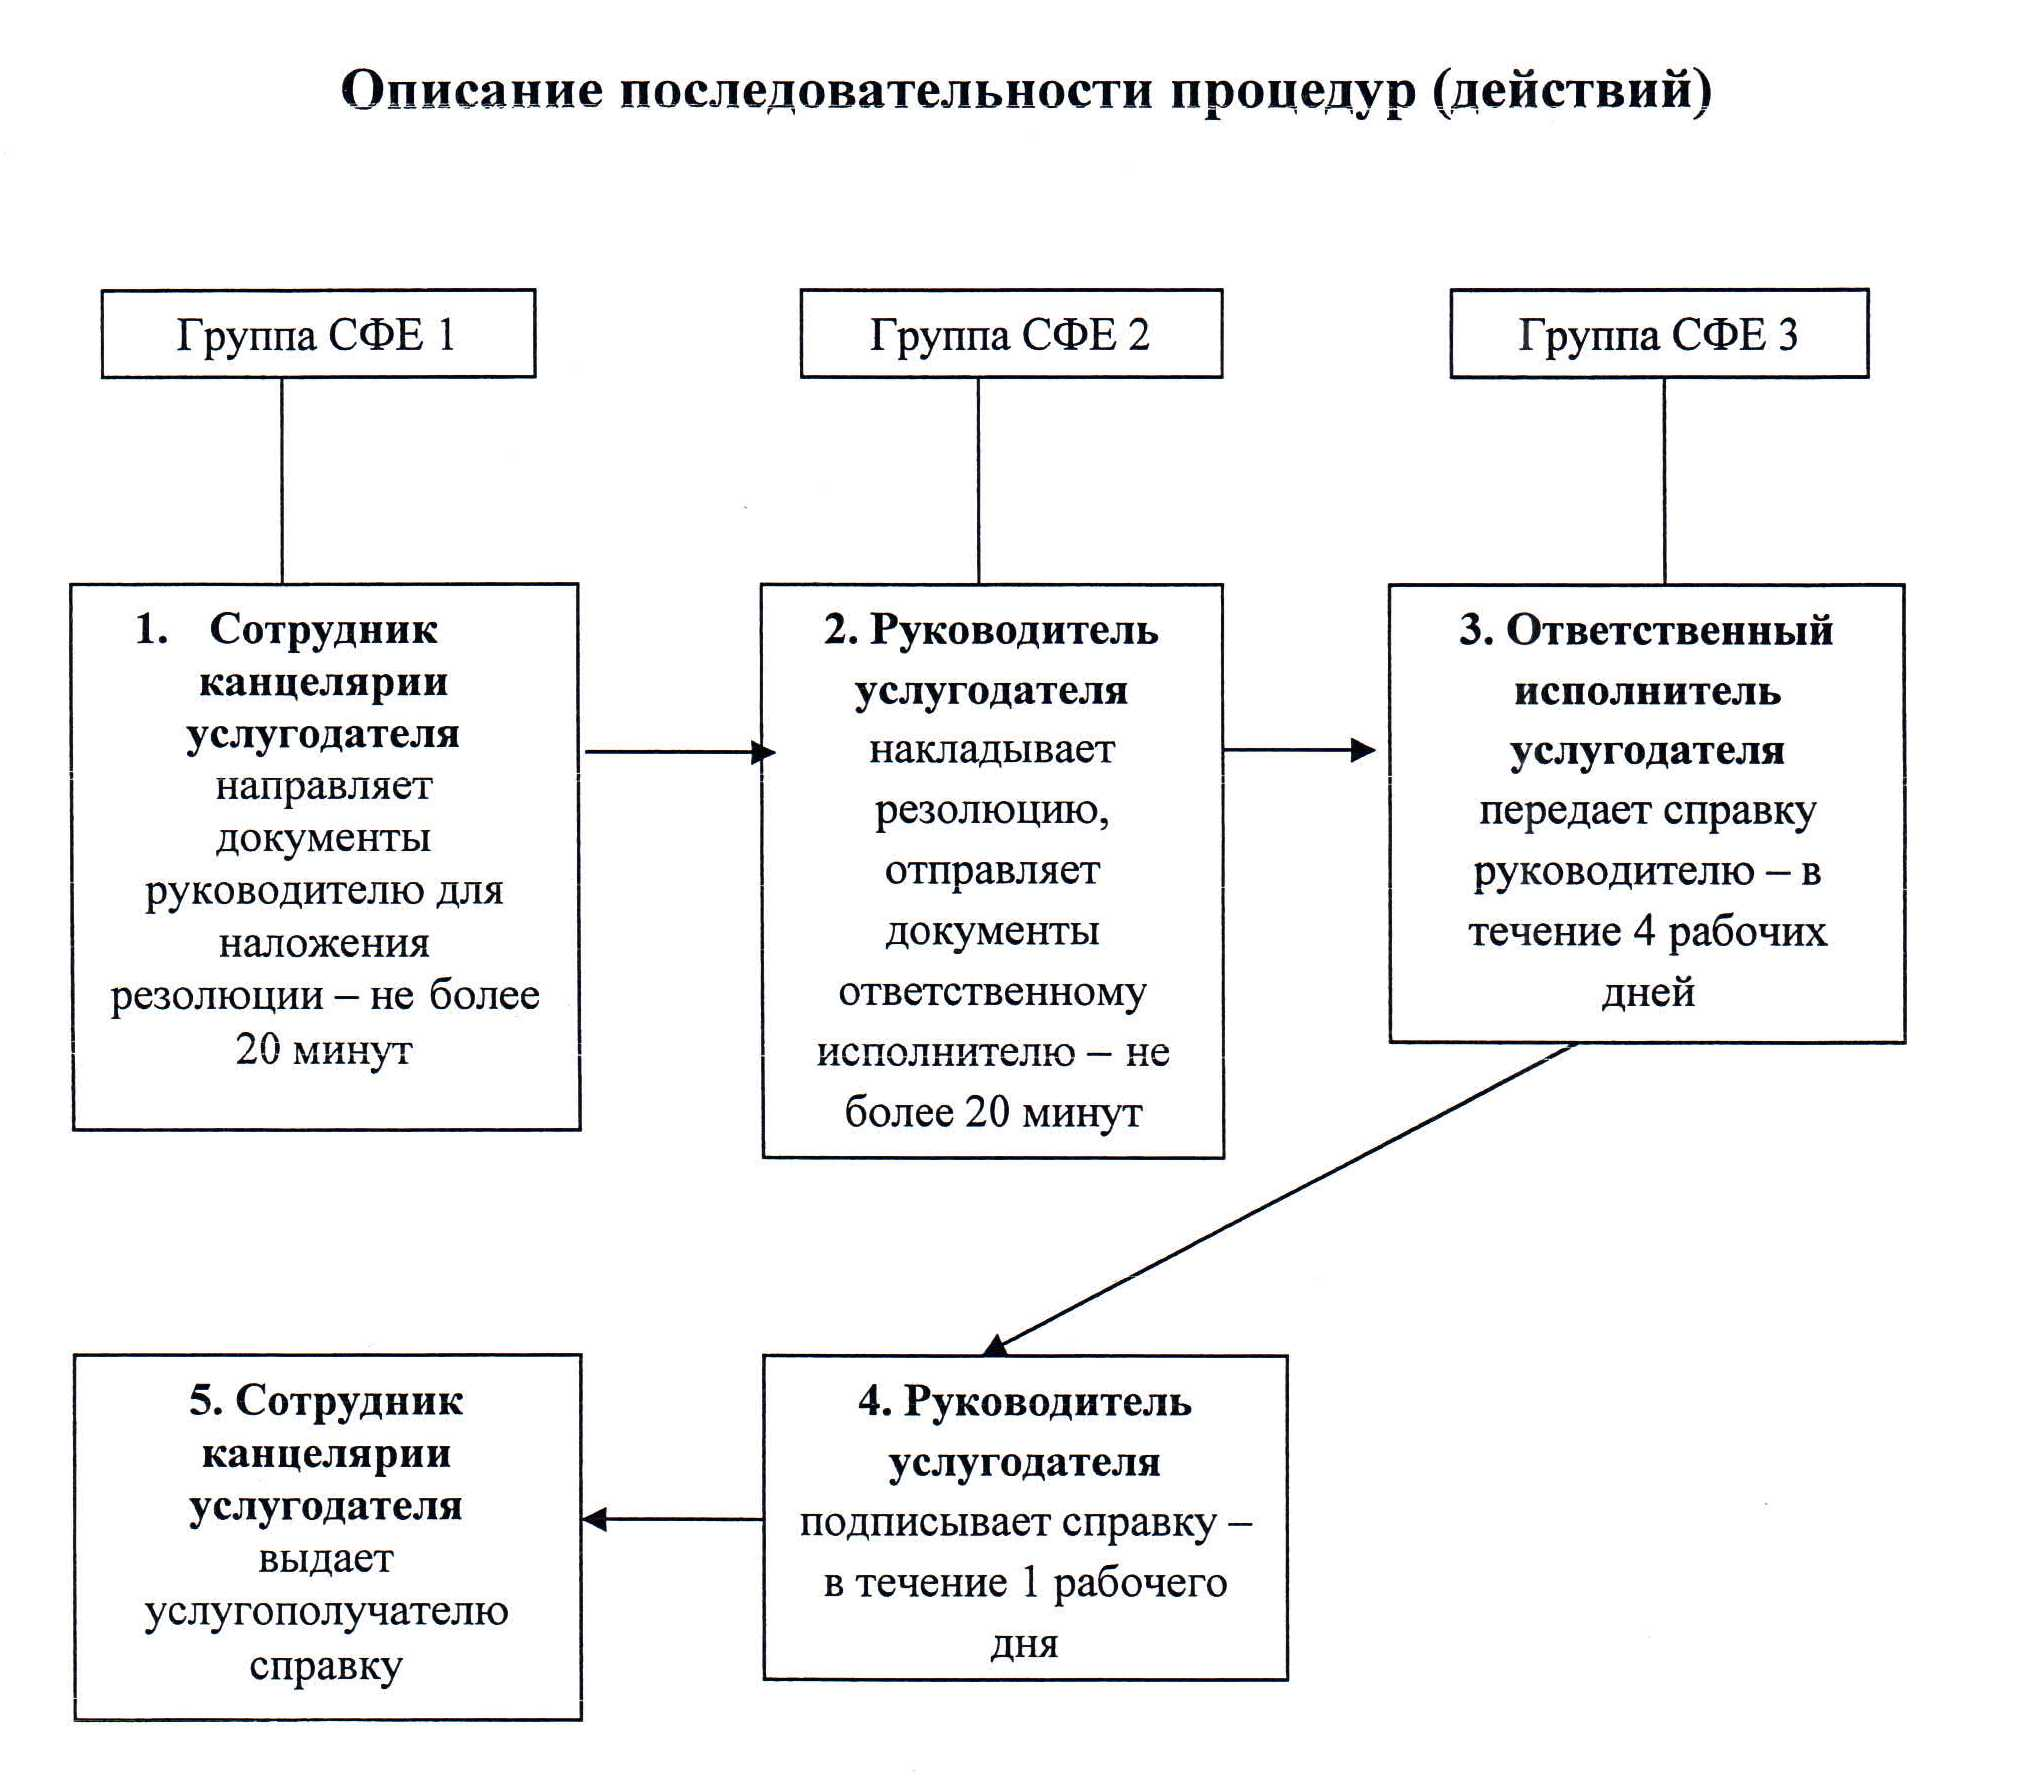 Описание последовательности процедур (действий)
Группа СФЕ 1
Группа СФЕ 2
Группа СФЕ 3
1. Сотрудник
канцелярии
услугодателя
направляет
документы
руководителю для
наложения
резолюции – не более
20 минут
2. Руководитель
услугодателя
накладывает
резолюцию,
отправляет
документы
ответственному
исполнителю – не
более 20 минут
3. Ответственный
исполнитель
услугодателя
передает справку
руководителю – в
течение 4 рабочих
дней
4. Руководитель
услугодателя
подписывает справку –
в течение 1 рабочего
дня
5. Сотрудник
канцелярии
услугодателя
выдает
услугополучателю
справку